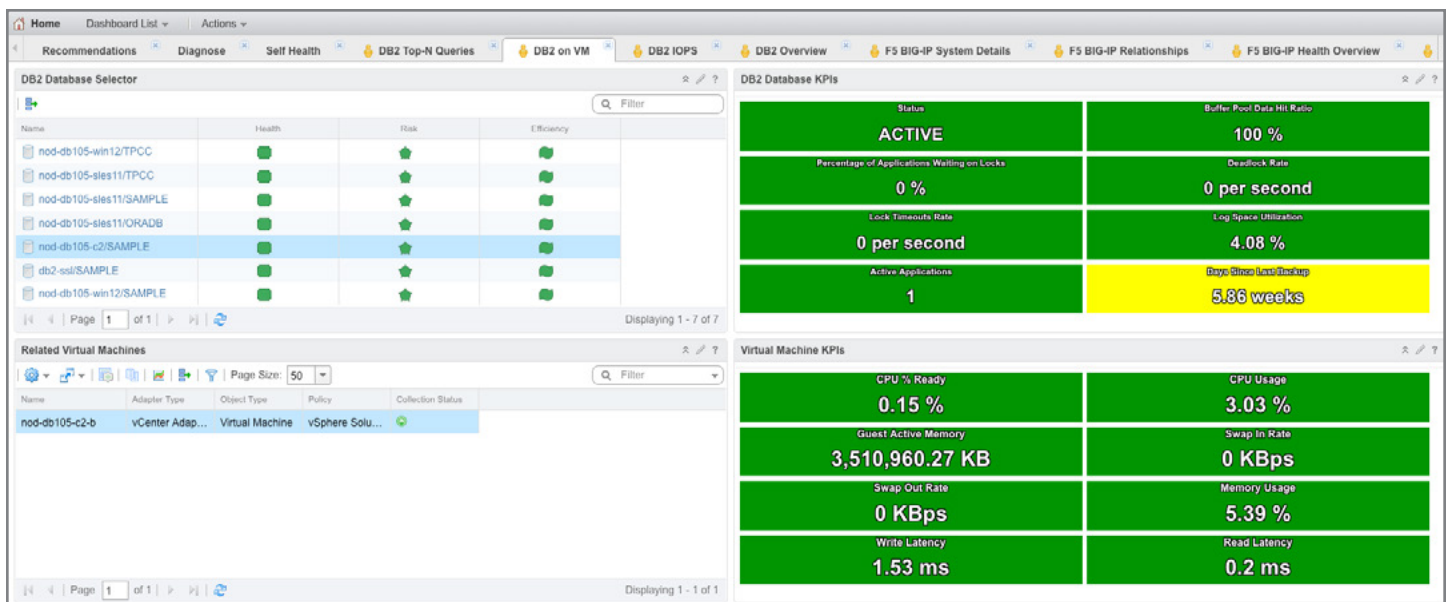 Home Dashboard List Actions
Recommendations Diagnose Self Health DB2 Top-N Queries DB2 on VM DB2 IOPS DB2 Overview F5 BIG-IP System Details F5 BIG-IP Relationships F5 BIG-IP Health Overview
DB2 Database Selector
Filter
Name Health Risk Efficiency
nod-db105-win12/TPCC
nod-db105-sles11/TPCC
nod-db105-sles11/SAMPLE
nod-db105-sles11/ORADB
nod-db105-c2/SAMPLE
db2-ssl/SAMPLE
nod-db105-win12/SAMPLE
Page 1 of 1 Displaying 1 - 7 of 7
DB2 Database KPIs
Status Buffer Pool Data Hit Ratio
ACTIVE 100 %
Percentage of Applications Waiting on Locks Deadlock Rate
0 % 0 per second
Lock Timeouts Rate Log Space Utilization
0 per second 4.08 %
Active Applications Days Since Last Backup
1 5.86 weeks
Related Virtual Machines
Page Size: 50 Filter
Name Adapter Type Object Type Policy Collection Status
nod-db105-c2-b vCenter Adap... Virtual Machine vSphere Solu...
Page 1 of 1 Displaying 1 - 1 of 1
Virtual Machine KPIs
CPU % Ready CPU Usage
0.15 % 3.03 %
Guest Active Memory Swap In Rate
3,510,960.27 KB 0 KBps
Swap Out Rate Memory Usage
0 KBps 5.39 %
Write Latency Read Latency
1.53 ms 0.2 ms